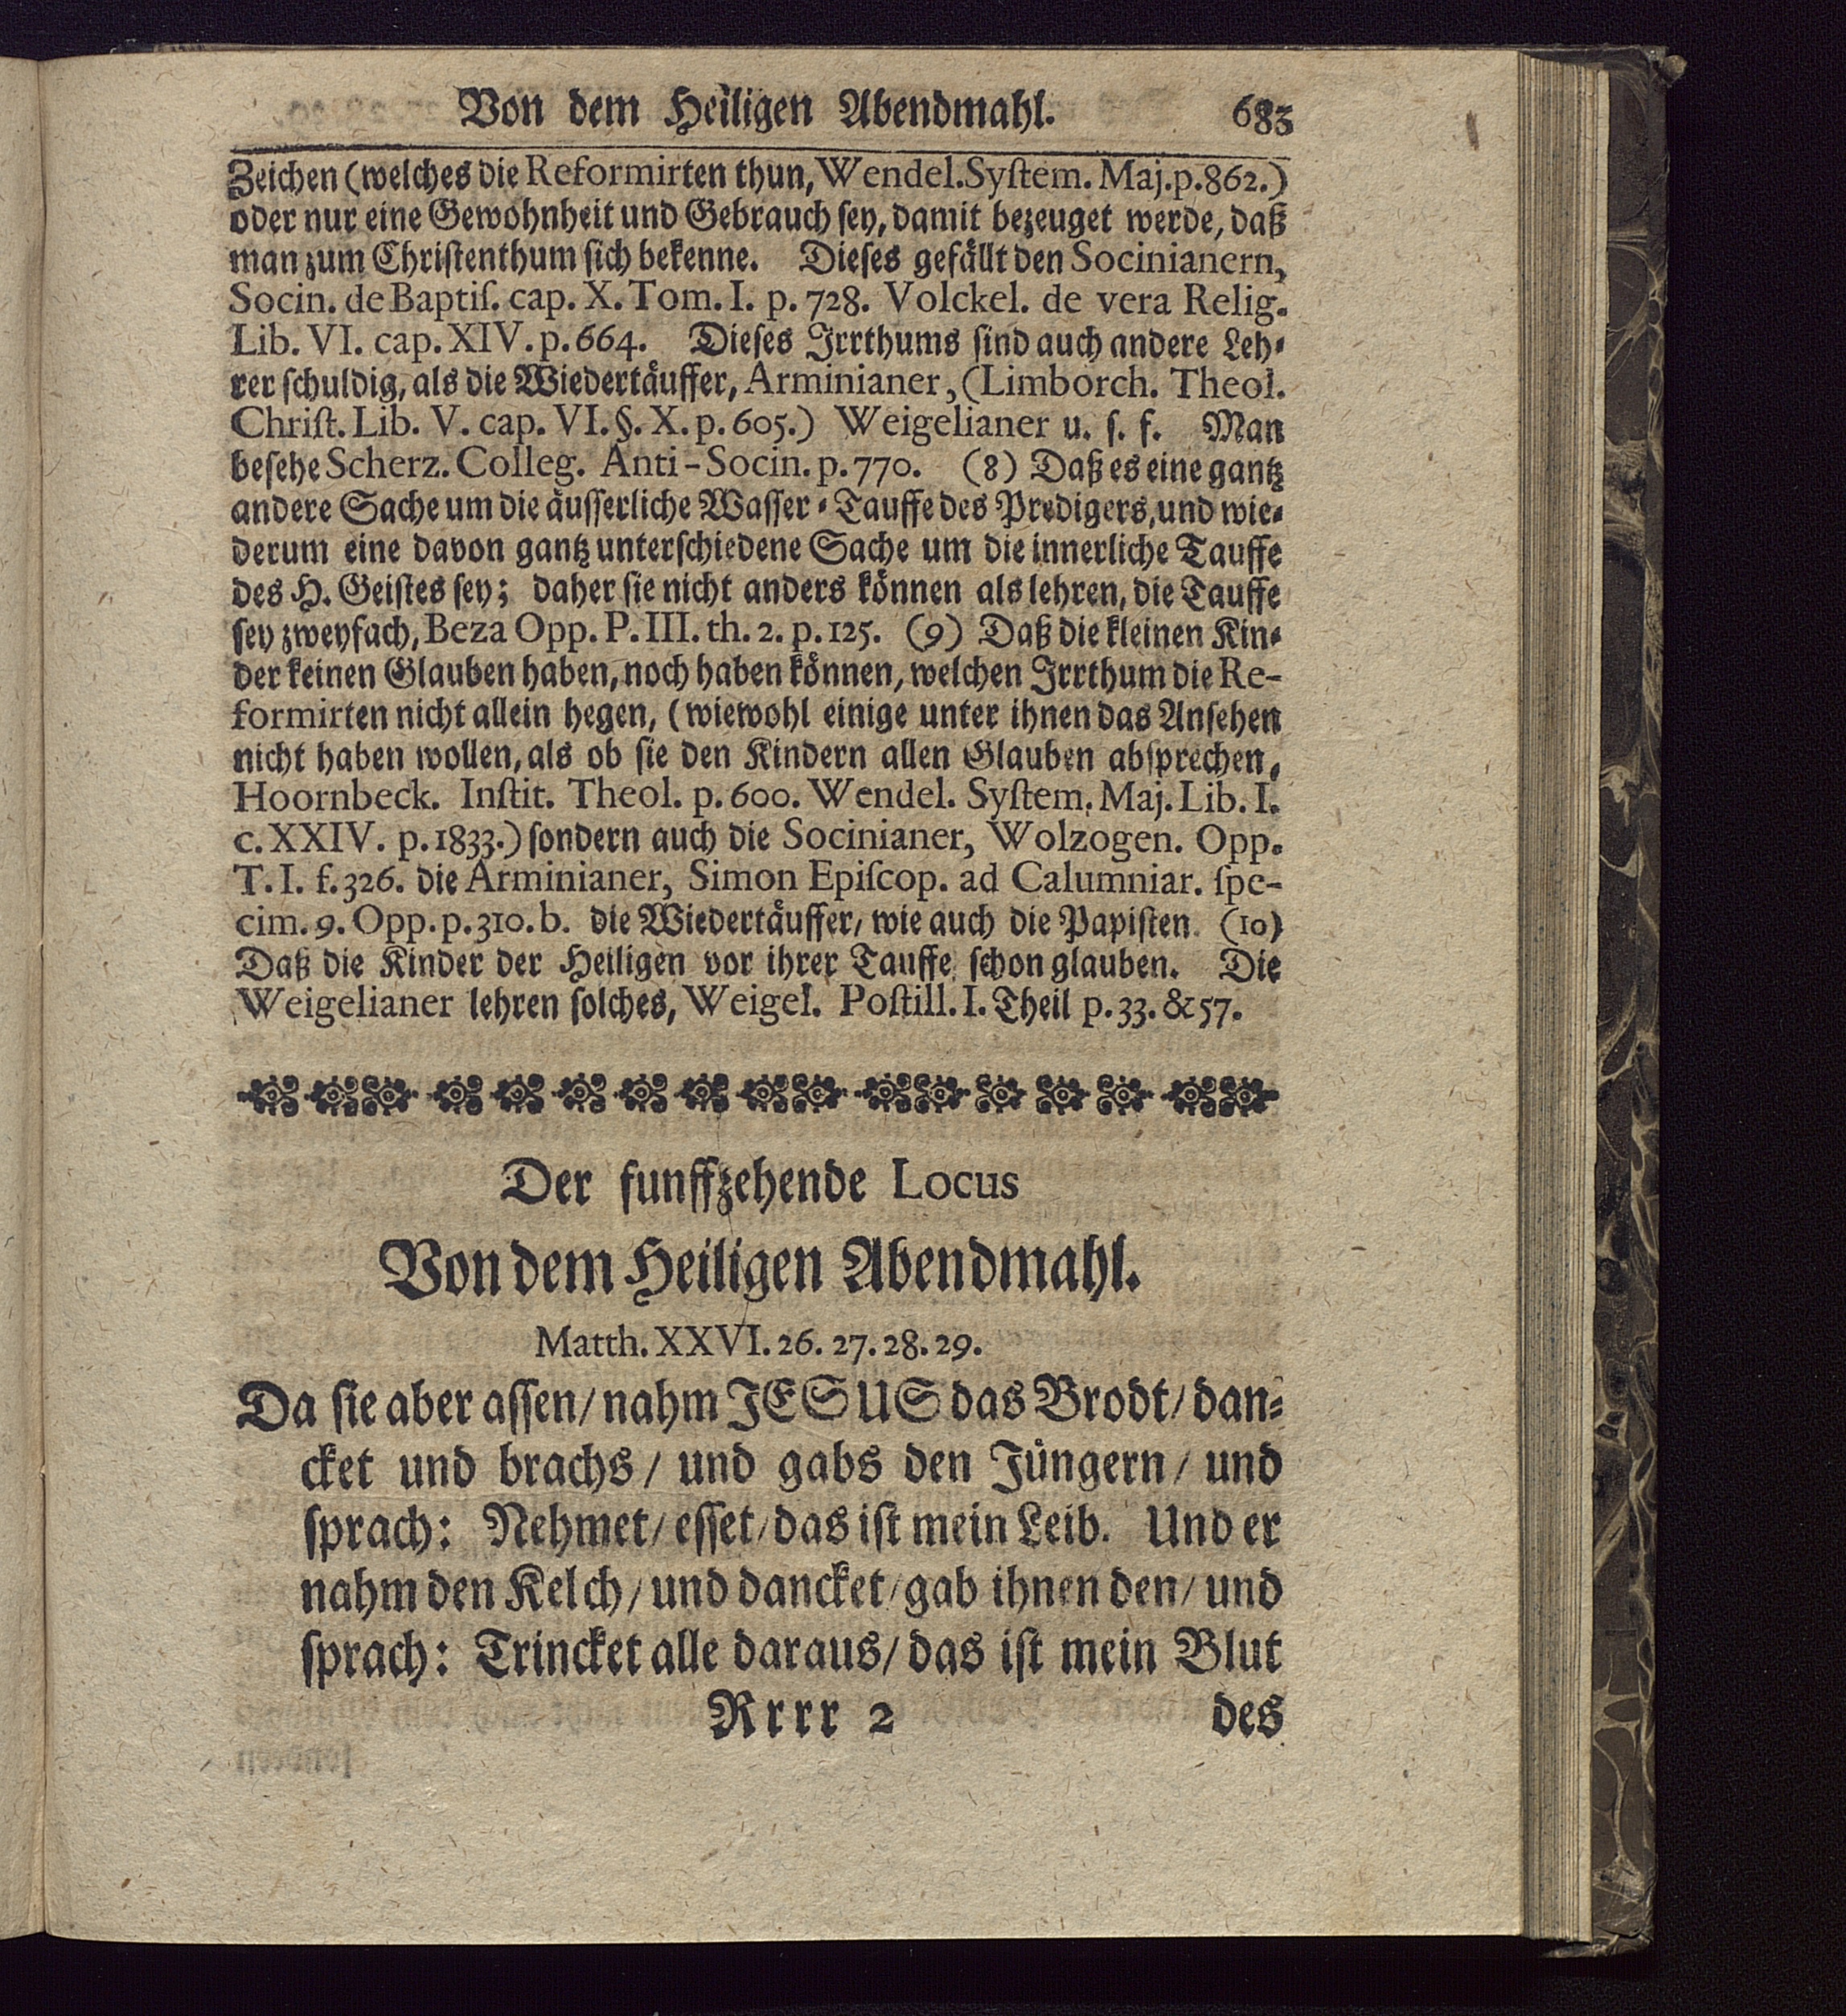 Von dem Heiligen Abendmahl. 683
Zeichen (welches die Reformirten thun, Wendel. Syſtem. Maj. p. 862.)
oder nur eine Gewohnheit und Gebrauch sey, damit bezeuget werde, daß
man zum Christenthum sich bekenne. Dieses gefällt den Socinianern,
Socin. de Baptiſ. cap. X. Tom. I. p. 728. Volckel. de vera Relig.
Lib. VI. cap. XIV. p. 664. Dieses Irrthums sind auch andere Leh-
rer schuldig, als die Wiedertäuffer, Arminianer, (Limborch. Theol.
Chriſt. Lib. V. cap. VI. §. X. p. 605.) Weigelianer u. s. f. Man
besehe Scherz. Colleg. Anti-Socin. p. 770. (8) Daß es eine gantz
andere Sache um die äusserliche Wasser-Tauffe des Predigers, und wie-
derum eine davon gantz unterschiedene Sache um die innerliche Tauffe
des H. Geistes sey; daher sie nicht anders können als lehren, die Tauffe
sey zweyfach, Beza Opp. P. III. th. 2. p. 125. (9) Daß die kleinen Kin-
der keinen Glauben haben, noch haben können, welchen Irrthum die Re-
formirten nicht allein hegen, (wiewohl einige unter ihnen das Ansehen
nicht haben wollen, als ob sie den Kindern allen Glauben absprechen,
Hoornbeck. Inſtit. Theol. p. 600. Wendel. Syſtem. Maj. Lib. I.
c. XXIV. p. 1833.) sondern auch die Socinianer, Wolzogen. Opp.
T. I. f. 326. die Arminianer, Simon Epiſcop. ad Calumniar. ſpe-
cim. 9. Opp. p. 310. b. die Wiedertäuffer/ wie auch die Papisten. (10)
Daß die Kinder der Heiligen vor ihrer Tauffe schon glauben. Die
Weigelianer lehren solches, Weigel. Poſtill. I. Theil p. 33. & 57.
Der funffzehende Locus
Von dem Heiligen Abendmahl.
Matth. XXVI. 26. 27. 28. 29.
Da sie aber assen/ nahm JESUS das Brodt/ dan-
cket und brachs/ und gabs den Jüngern/ und
sprach: Nehmet/ esset/ das ist mein Leib. Und er
nahm den Kelch/ und dancket/ gab ihnen den/ und
sprach: Trincket alle daraus/ das ist mein Blut
Rrrr 2 des